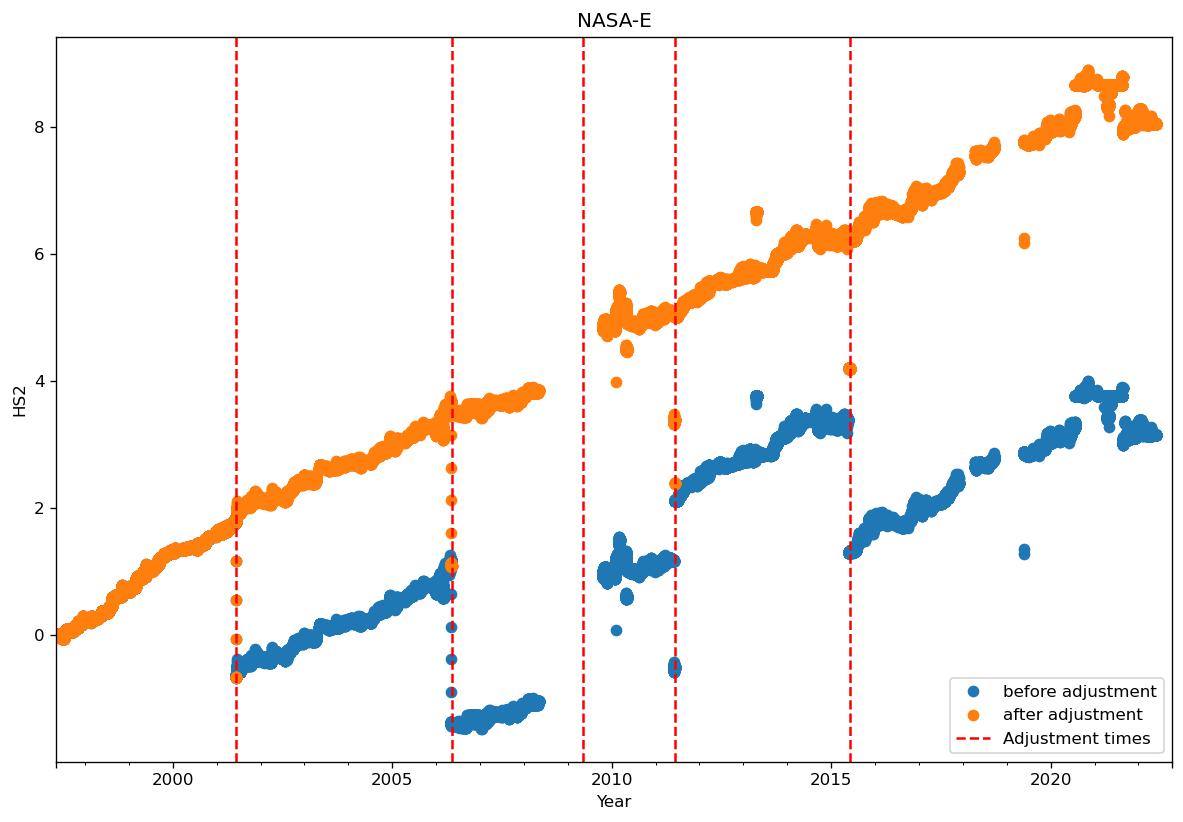 NASA-E
HS2
8
6
4
2
0
2000
2005
2010
2015
2020
Year
before adjustment
after adjustment
Adjustment times